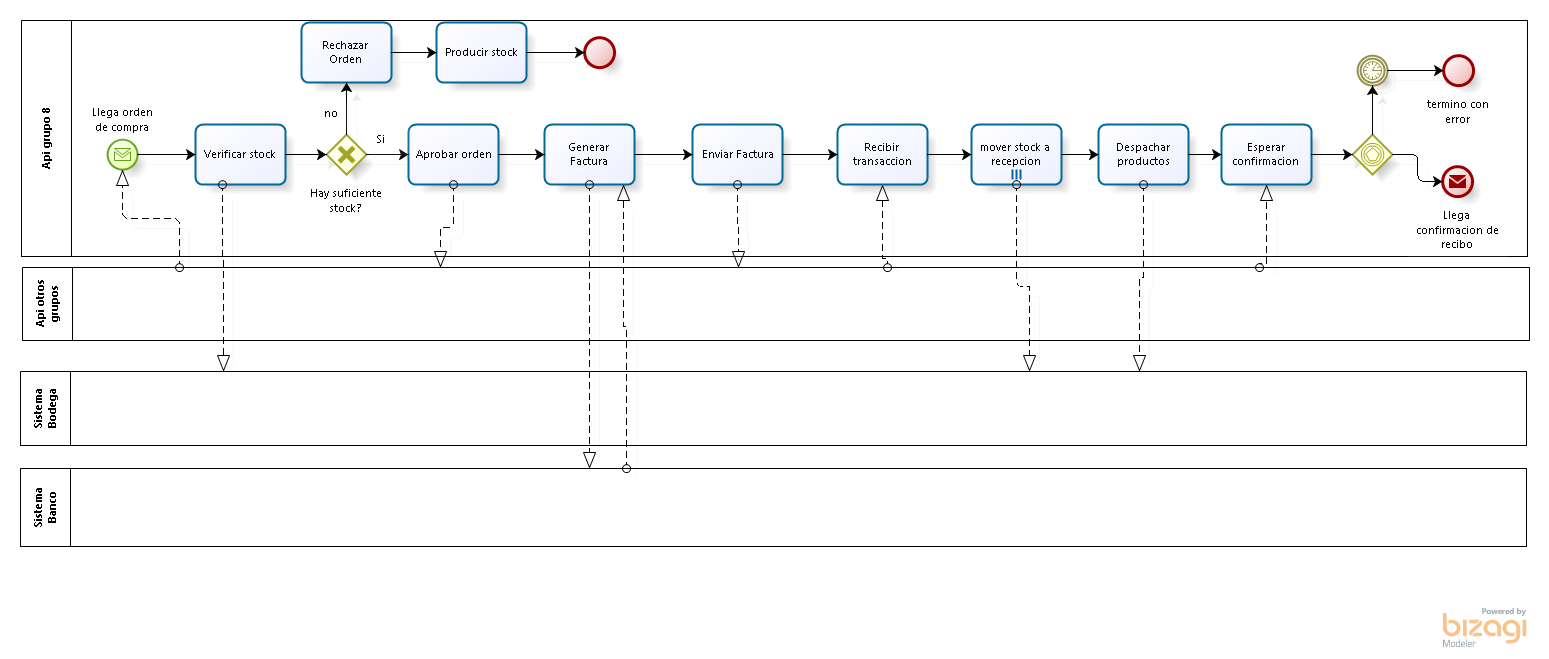 Api grupo 8
Llega orden
de compra
Verificar stock
Hay suficiente
stock?
no
Si
Rechazar
Orden
Producir stock
Aprobar orden
Generar
Factura
Enviar Factura
Recibir
transaccion
mover stock a
recepcion
Despachar
productos
Esperar
confirmacion
termino con
error
Llega
confirmacion de
recibo
Api otros
grupos
Sistema
Bodega
Sistema
Banco
Powered by
bizagi
Modeler